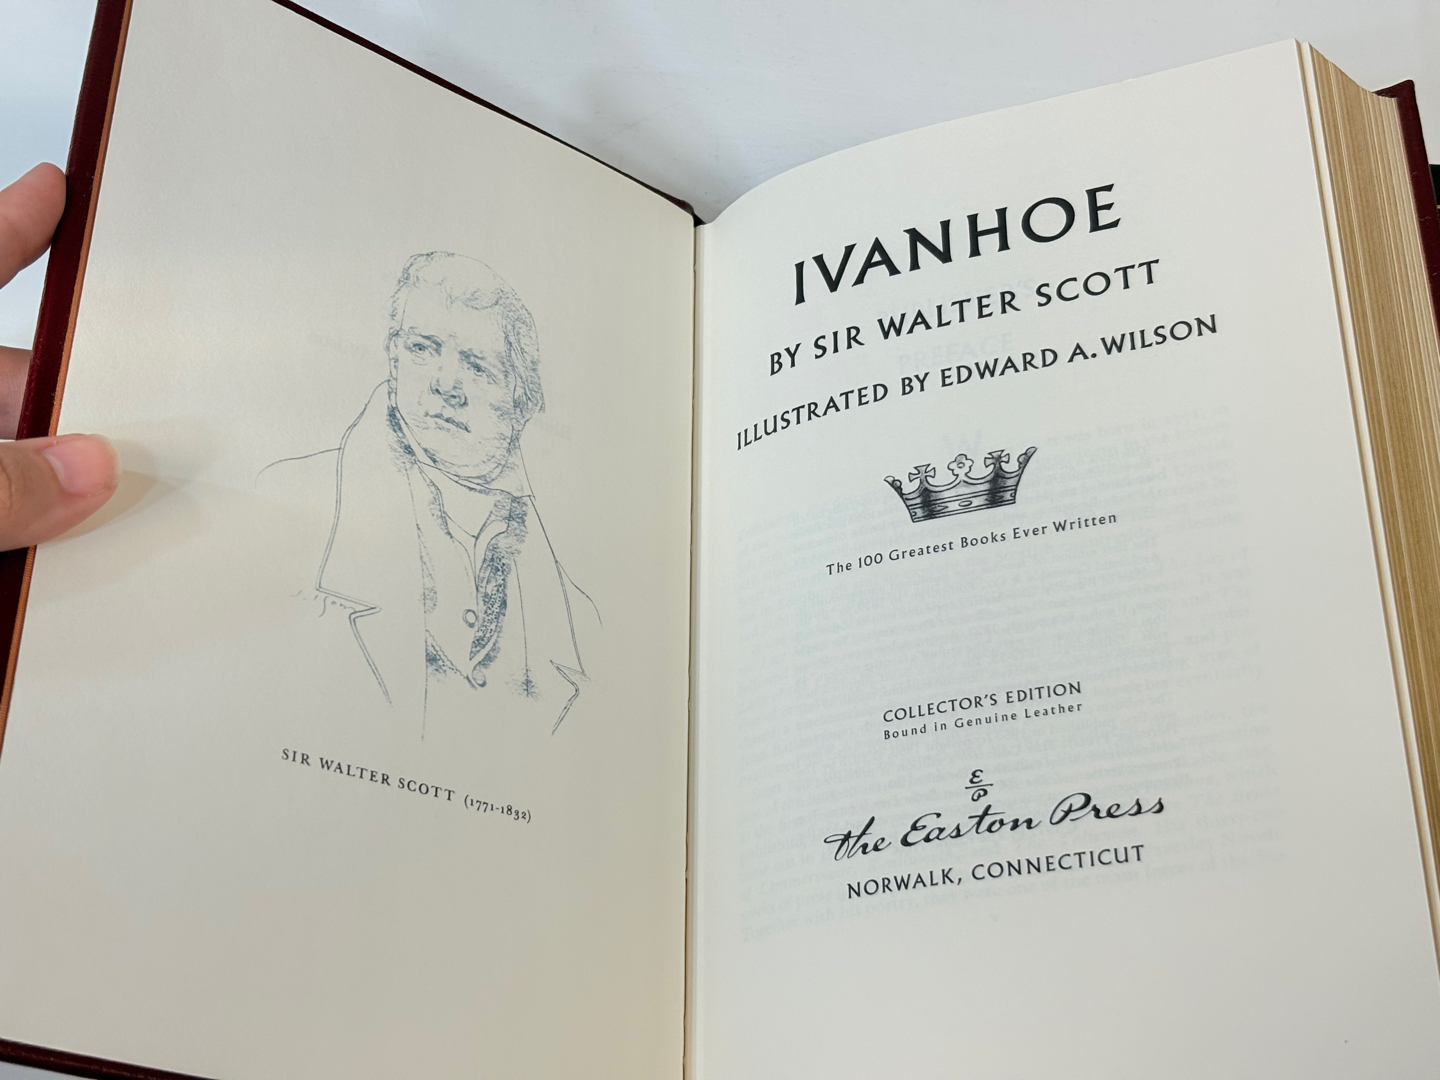 SIR WALTER SCOTT (1771-1832)
IVANHOE
BY SIR WALTER SCOTT
ILLUSTRATED BY EDWARD A. WILSON
The 100 Greatest Books Ever Written
COLLECTOR'S EDITION
Bound in Genuine Leather
E
P
The Easton Press
NORWALK, CONNECTICUT